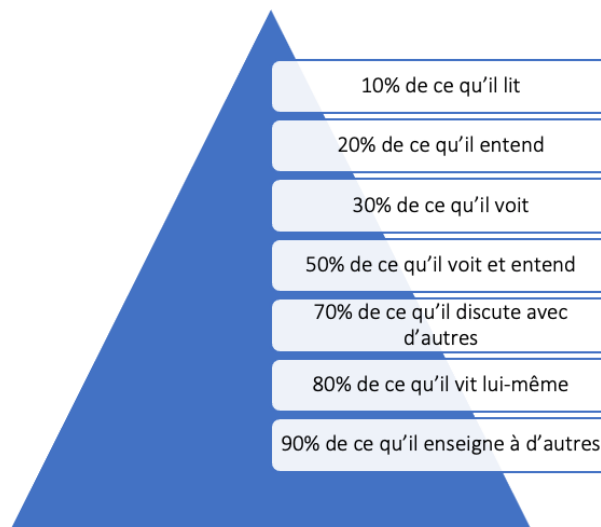 10% de ce qu’il lit
20% de ce qu’il entend
30% de ce qu’il voit
50% de ce qu’il voit et entend
70% de ce qu’il discute avec
d’autres
80% de ce qu’il vit lui-même
90% de ce qu’il enseigne à d’autres